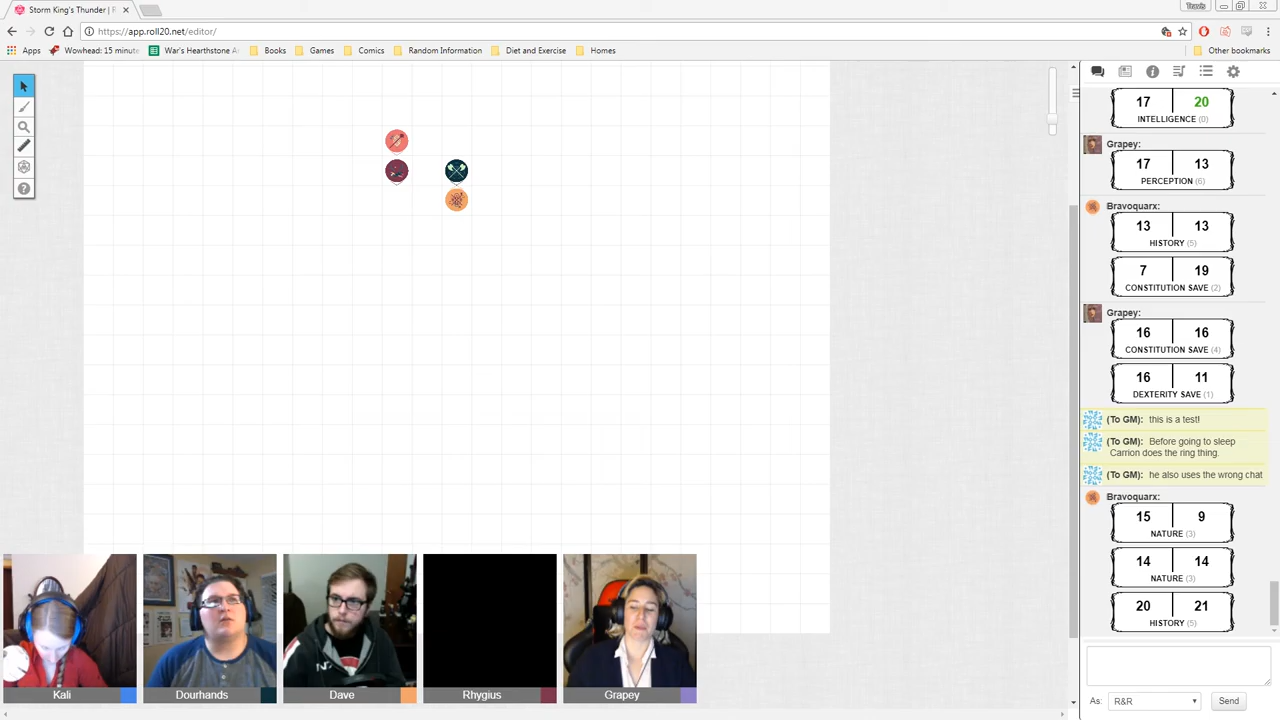 Storm King's Thunder | R
Travis
https://app.roll20.net/editor/
Apps
Wowhead: 15 minute
War's Hearthstone A
Books
Games
Comics
Random Information
Diet and Exercise
Homes
Other bookmarks
17 20
INTELLIGENCE (0)
Grapey:
17 13
PERCEPTION (6)
Bravoquarx:
13 13
HISTORY (5)
7 19
CONSTITUTION SAVE (2)
Grapey:
16 16
CONSTITUTION SAVE (4)
16 11
DEXTERITY SAVE (1)
(To GM): this is a test!
(To GM): Before going to sleep
Carrion does the ring thing.
(To GM): he also uses the wrong chat
Bravoquarx:
15 9
NATURE (3)
14 14
NATURE (3)
20 21
HISTORY (5)
Kali
Dourhands
Dave
Rhygius
Grapey
As: R&R
Send